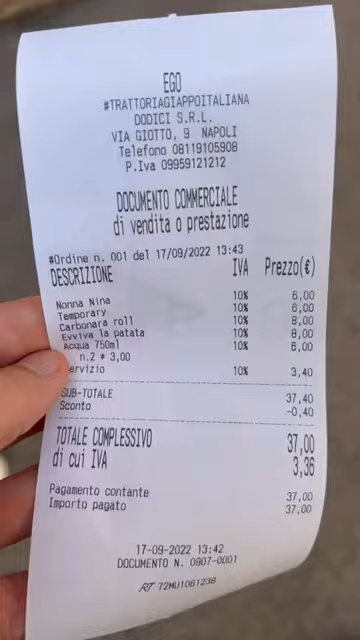 EGO
#TRATTORIAGIAPPOITALIANA
DODICI S.R.L.
VIA GIOTTO, 9 NAPOLI
Telefono 08119105908
P.Iva 09959121212
DOCUMENTO COMMERCIALE
di vendita o prestazione
#Ordine n. 001 del 17/09/2022 13:43
DESCRIZIONE IVA Prezzo(€)
Nonna Nina 10% 6,00
Temporary 10% 6,00
Carbonara roll 10% 8,00
Evviva la patata 10% 8,00
Acqua 750ml 10% 6,00
n.2 * 3,00
ervizio 10% 3,40
SUB-TOTALE 37,40
Sconto -0,40
TOTALE COMPLESSIVO 37,00
di cui IVA 3,36
Pagamento contante 37,00
Importo pagato 37,00
17-09-2022 13:42
DOCUMENTO N. 0907-0001
RT 72MU1061238